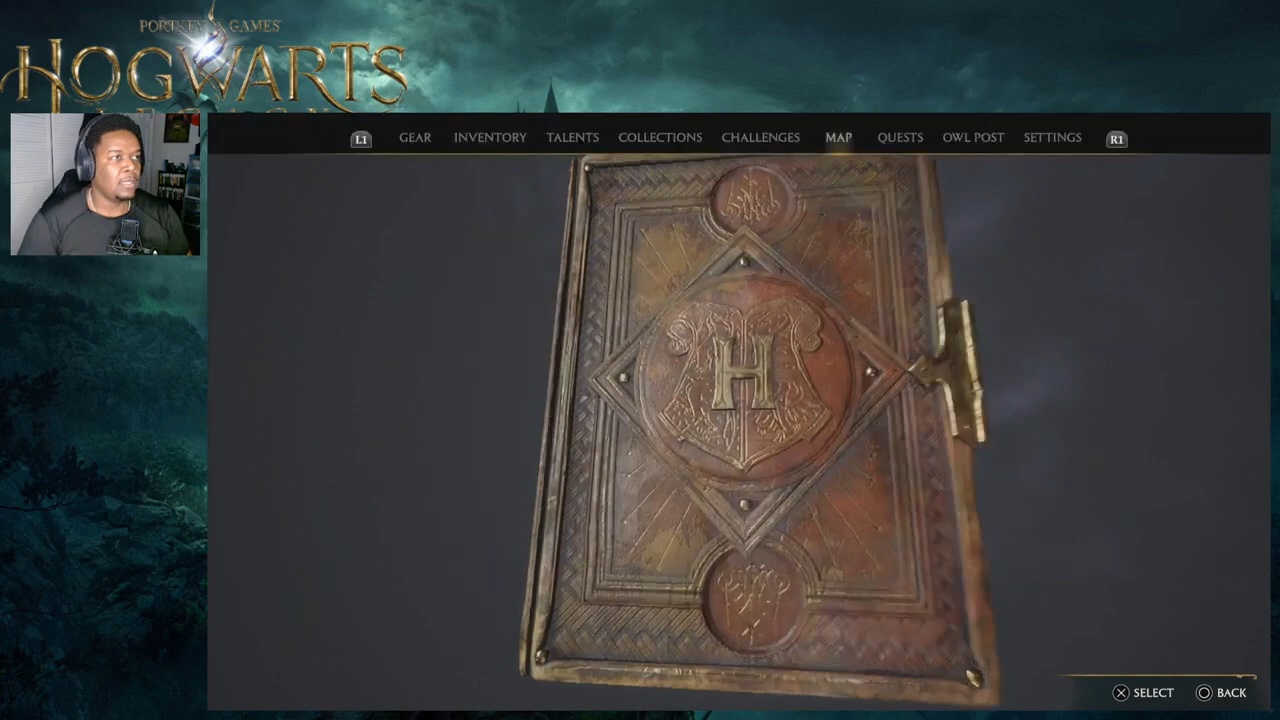 PORTKEY GAMES
HOGWARTS
L1 GEAR INVENTORY TALENTS COLLECTIONS CHALLENGES MAP QUESTS OWL POST SETTINGS R1
H
SELECT BACK